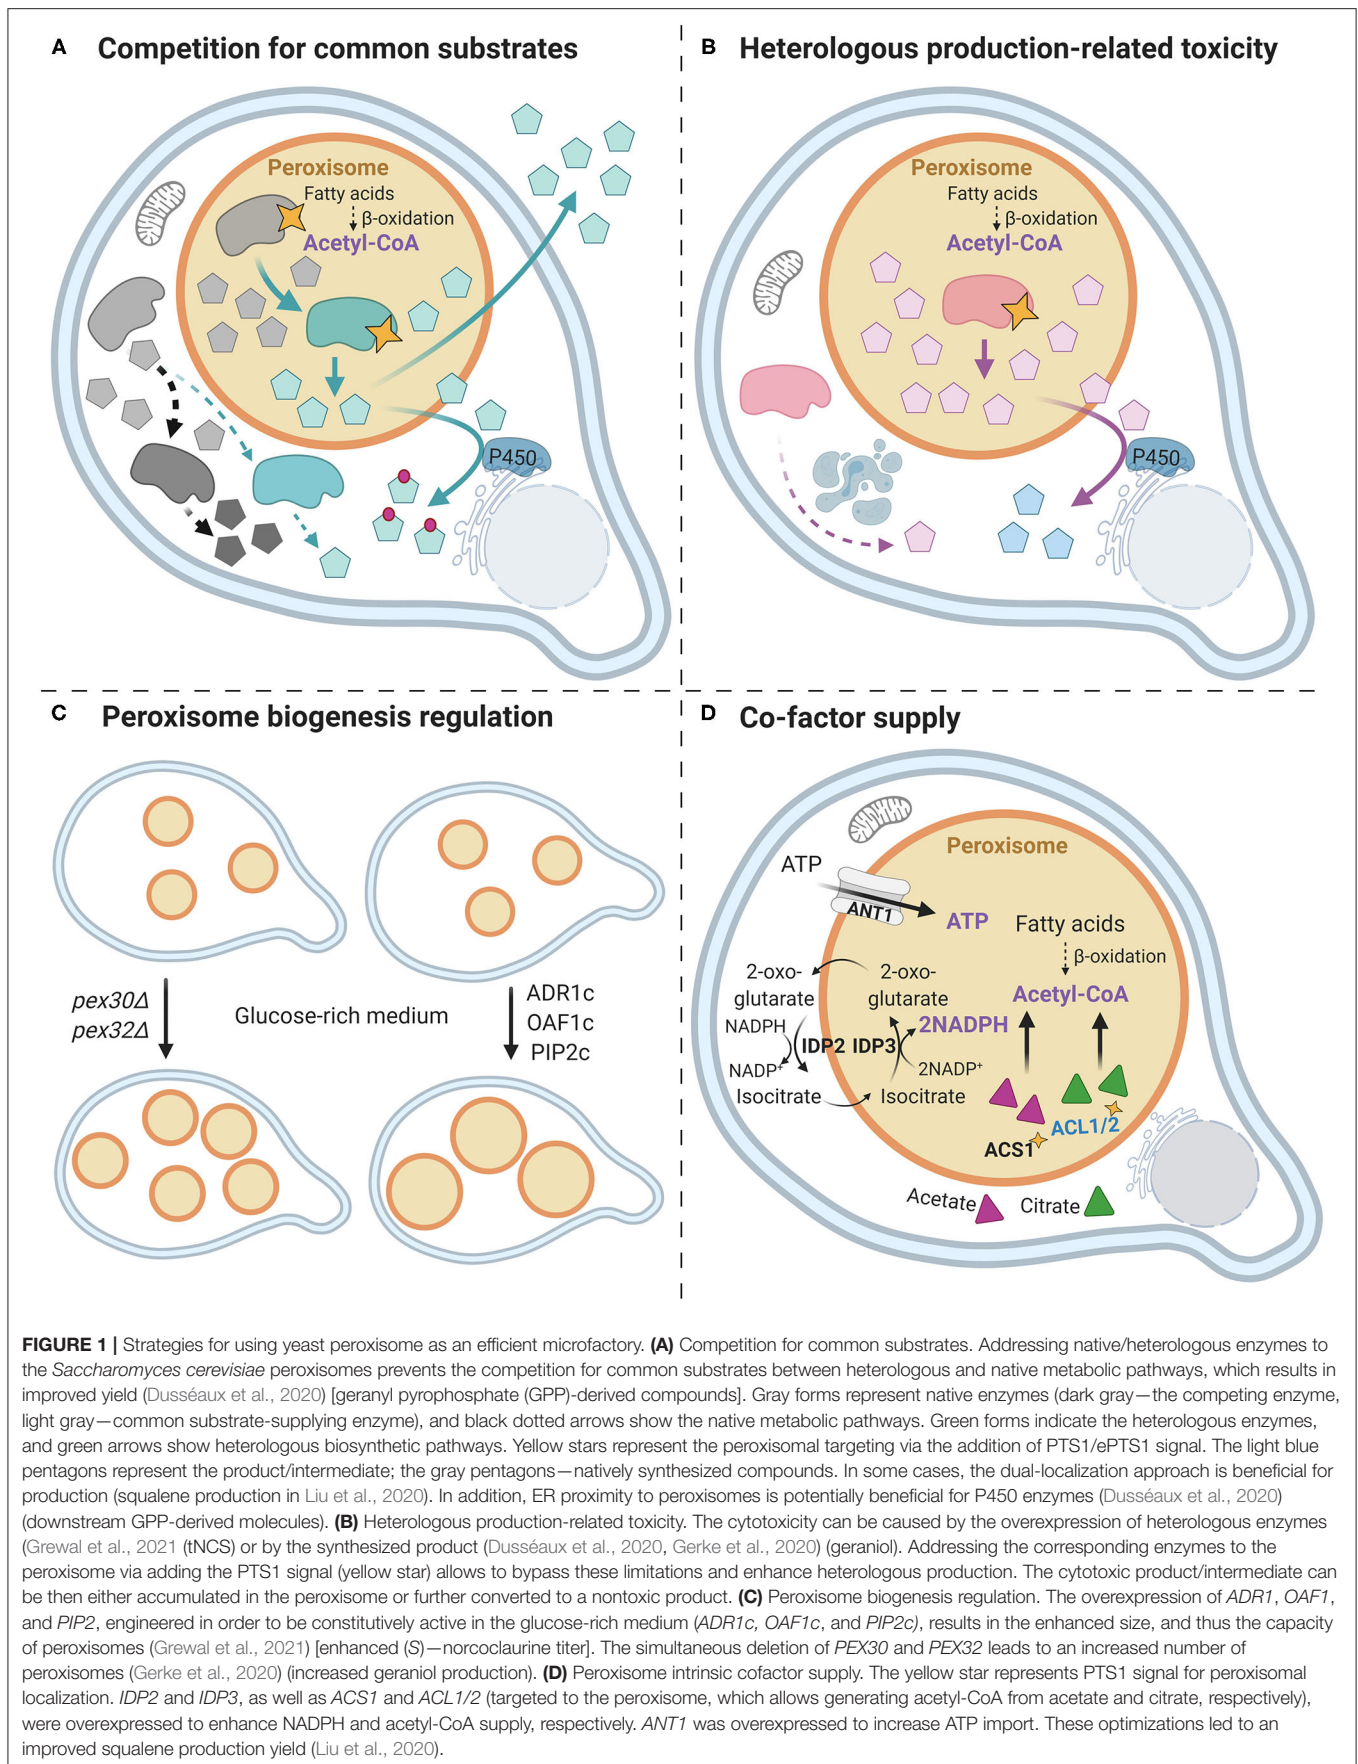 A Competition for common substrates
Peroxisome
Fatty acids
β-oxidation
Acetyl-CoA
P450
B Heterologous production-related toxicity
Peroxisome
Fatty acids
β-oxidation
Acetyl-CoA
P450
C Peroxisome biogenesis regulation
pex30Δ
pex32Δ
Glucose-rich medium
ADR1c
OAF1c
PIP2c
D Co-factor supply
Peroxisome
ATP
ANT1
ATP
Fatty acids
β-oxidation
Acetyl-CoA
2-oxo-
glutarate
2-oxo-
glutarate
NADPH
2NADPH
IDP2 IDP3
NADP+
2NADP+
Isocitrate
Isocitrate
ACL1/2
ACS1
Acetate
Citrate
FIGURE 1 | Strategies for using yeast peroxisome as an efficient microfactory. (A) Competition for common substrates. Addressing native/heterologous enzymes to
the Saccharomyces cerevisiae peroxisomes prevents the competition for common substrates between heterologous and native metabolic pathways, which results in
improved yield (Dusséaux et al., 2020) [geranyl pyrophosphate (GPP)-derived compounds]. Gray forms represent native enzymes (dark gray—the competing enzyme,
light gray—common substrate-supplying enzyme), and black dotted arrows show the native metabolic pathways. Green forms indicate the heterologous enzymes,
and green arrows show heterologous biosynthetic pathways. Yellow stars represent the peroxisomal targeting via the addition of PTS1/ePTS1 signal. The light blue
pentagons represent the product/intermediate; the gray pentagons—natively synthesized compounds. In some cases, the dual-localization approach is beneficial for
production (squalene production in Liu et al., 2020). In addition, ER proximity to peroxisomes is potentially beneficial for P450 enzymes (Dusséaux et al., 2020)
(downstream GPP-derived molecules). (B) Heterologous production-related toxicity. The cytotoxicity can be caused by the overexpression of heterologous enzymes
(Grewal et al., 2021 (tNCS) or by the synthesized product (Dusséaux et al., 2020, Gerke et al., 2020) (geraniol). Addressing the corresponding enzymes to the
peroxisome via adding the PTS1 signal (yellow star) allows to bypass these limitations and enhance heterologous production. The cytotoxic product/intermediate can
be then either accumulated in the peroxisome or further converted to a nontoxic product. (C) Peroxisome biogenesis regulation. The overexpression of ADR1, OAF1,
and PIP2, engineered in order to be constitutively active in the glucose-rich medium (ADR1c, OAF1c, and PIP2c), results in the enhanced size, and thus the capacity
of peroxisomes (Grewal et al., 2021) [enhanced (S)—norcoclaurine titer]. The simultaneous deletion of PEX30 and PEX32 leads to an increased number of
peroxisomes (Gerke et al., 2020) (increased geraniol production). (D) Peroxisome intrinsic cofactor supply. The yellow star represents PTS1 signal for peroxisomal
localization. IDP2 and IDP3, as well as ACS1 and ACL1/2 (targeted to the peroxisome, which allows generating acetyl-CoA from acetate and citrate, respectively),
were overexpressed to enhance NADPH and acetyl-CoA supply, respectively. ANT1 was overexpressed to increase ATP import. These optimizations led to an
improved squalene production yield (Liu et al., 2020).